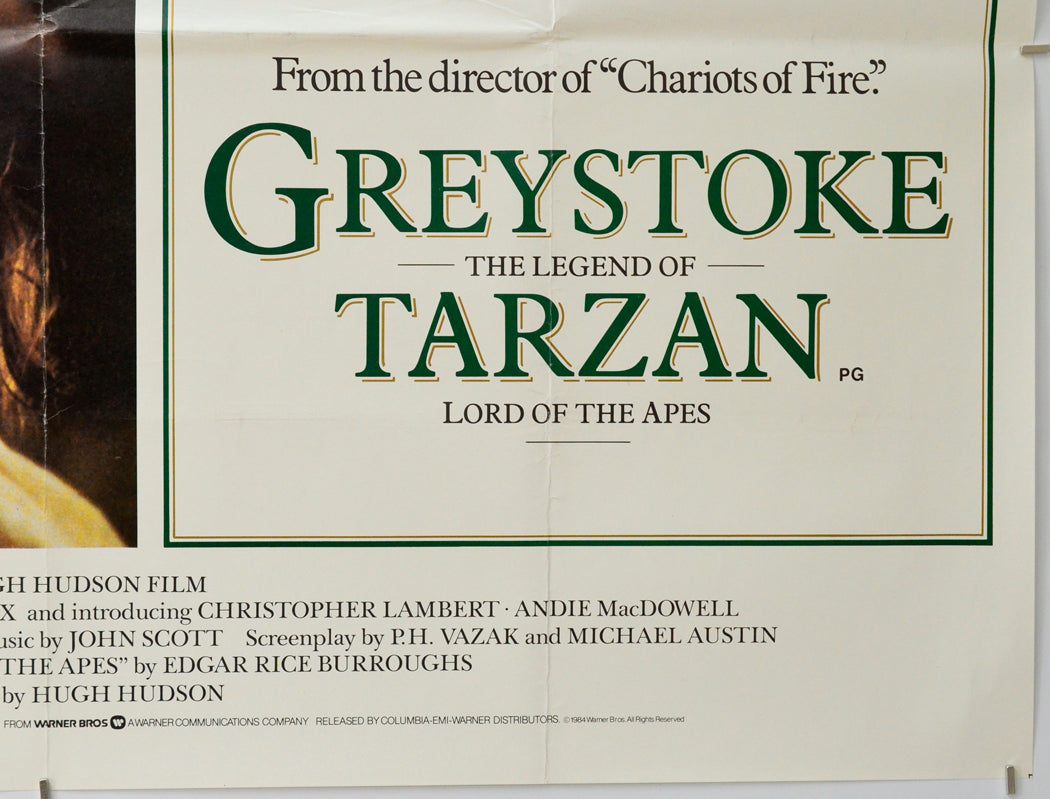 From the director of “Chariots of Fire.”
GREYSTOKE
THE LEGEND OF
TARZAN PG
LORD OF THE APES
GH HUDSON FILM
X and introducing CHRISTOPHER LAMBERT · ANDIE MacDOWELL
usic by JOHN SCOTT Screenplay by P.H. VAZAK and MICHAEL AUSTIN
THE APES” by EDGAR RICE BURROUGHS
by HUGH HUDSON
FROM WARNER BROS A WARNER COMMUNICATIONS COMPANY RELEASED BY COLUMBIA-EMI-WARNER DISTRIBUTORS. © 1984 Warner Bros. All Rights Reserved